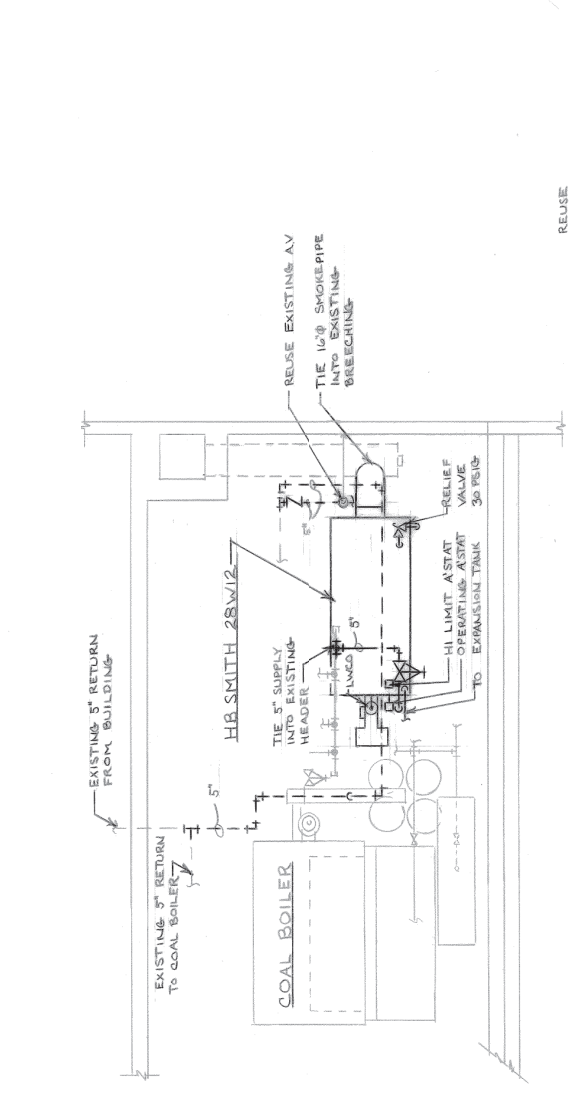 EXISTING 5" RETURN
FROM BUILDING
EXISTING 5" RETURN
TO COAL BOILER
5"
HB SMITH 28W12
TIE 5" SUPPLY
INTO EXISTING
HEADER
LWCO
5"
6"
REUSE EXISTING AV
TIE 16"Φ SMOKEPIPE
INTO EXISTING
BREECHING
COAL BOILER
HI LIMIT A'STAT
OPERATING A'STAT
TO EXPANSION TANK
RELIEF
VALVE
30 PSIG
REUSE